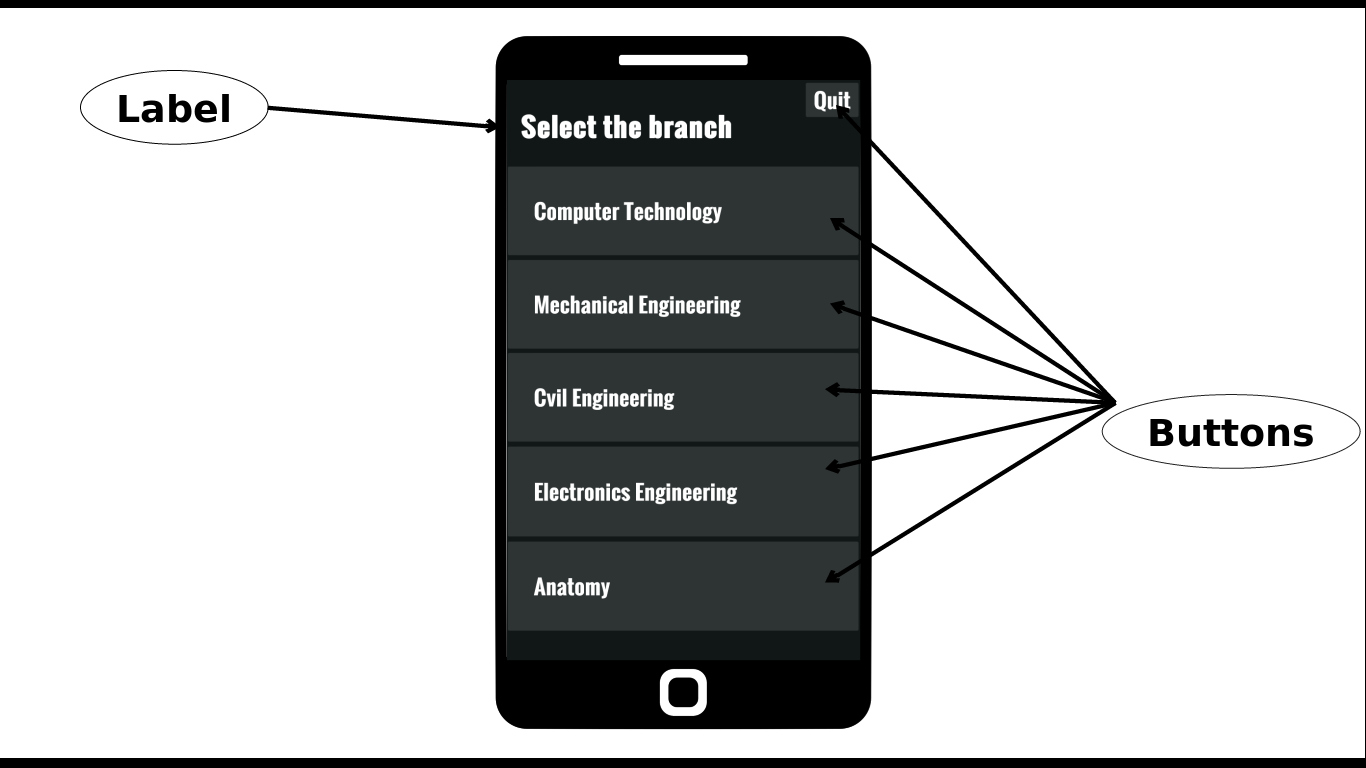 Label
Quit
Select the branch
Computer Technology
Mechanical Engineering
Cvil Engineering
Electronics Engineering
Anatomy
Buttons